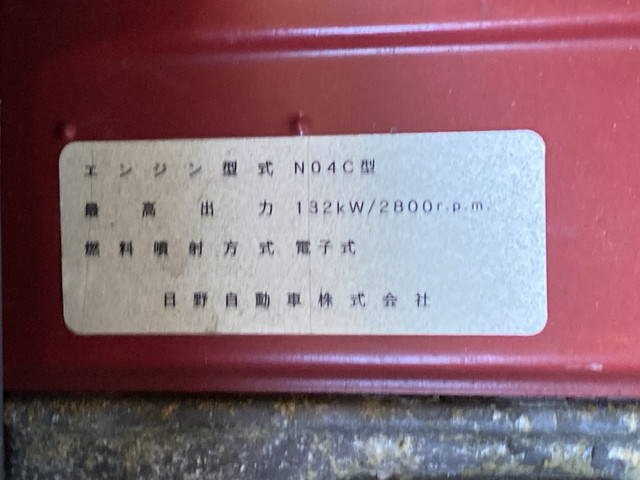 エンジン型式 N04C型
最高出力 132kW/2800r.p.m.
燃料噴射方式 電子式
日野自動車株式会社